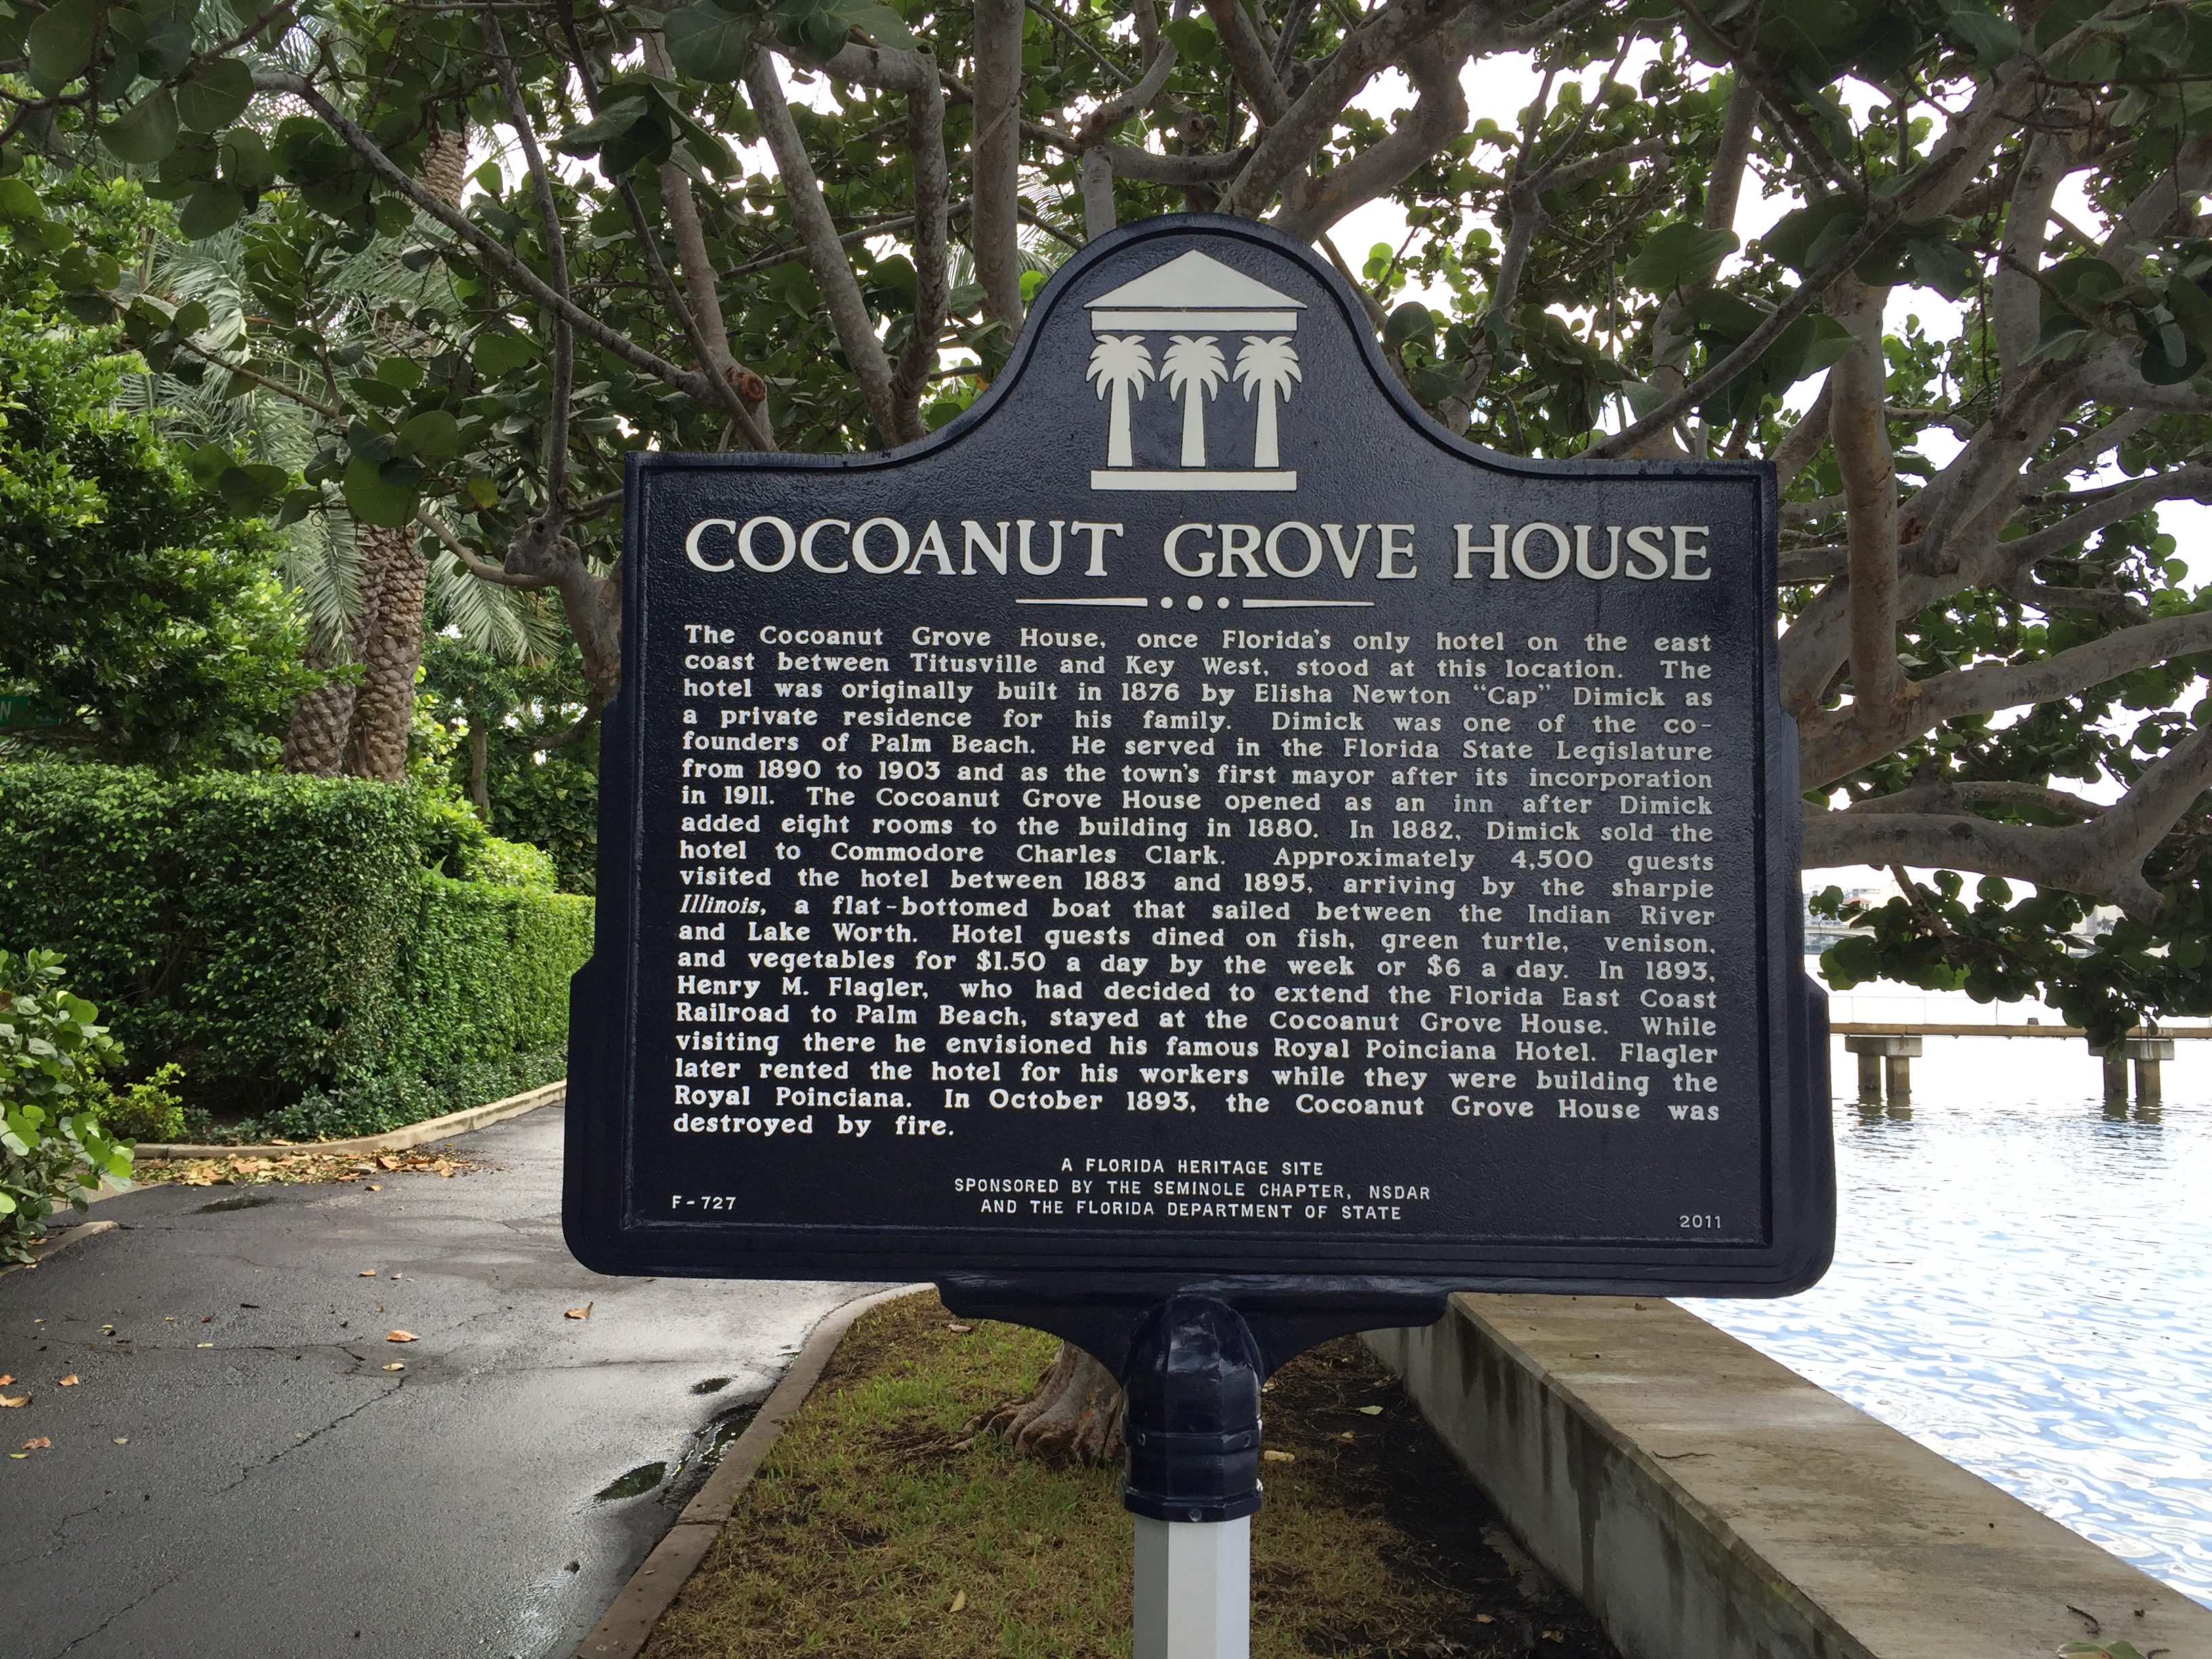 COCOANUT GROVE HOUSE
The Cocoanut Grove House, once Florida's only hotel on the east
coast between Titusville and Key West, stood at this location. The
hotel was originally built in 1876 by Elisha Newton "Cap" Dimick as
a private residence for his family. Dimick was one of the co-
founders of Palm Beach. He served in the Florida State Legislature
from 1890 to 1903 and as the town's first mayor after its incorporation
in 1911. The Cocoanut Grove House opened as an inn after Dimick
added eight rooms to the building in 1880. In 1882, Dimick sold the
hotel to Commodore Charles Clark. Approximately 4,500 guests
visited the hotel between 1883 and 1895, arriving by the sharpie
Illinois, a flat-bottomed boat that sailed between the Indian River
and Lake Worth. Hotel guests dined on fish, green turtle, venison,
and vegetables for $1.50 a day by the week or $6 a day. In 1893,
Henry M. Flagler, who had decided to extend the Florida East Coast
Railroad to Palm Beach, stayed at the Cocoanut Grove House. While
visiting there he envisioned his famous Royal Poinciana Hotel. Flagler
later rented the hotel for his workers while they were building the
Royal Poinciana. In October 1893, the Cocoanut Grove House was
destroyed by fire.
A FLORIDA HERITAGE SITE
SPONSORED BY THE SEMINOLE CHAPTER, NSDAR
AND THE FLORIDA DEPARTMENT OF STATE
F-727
2011